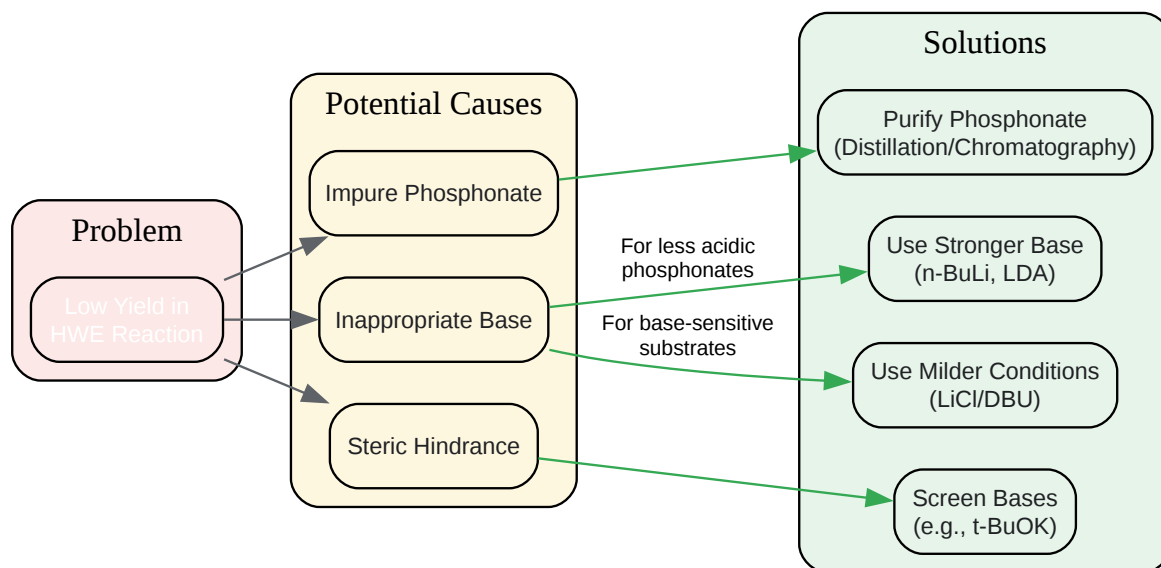 Problem
Low Yield in
HWE Reaction
Potential Causes
Impure Phosphonate
Inappropriate Base
Steric Hindrance
For less acidic
phosphonates
For base-sensitive
substrates
Solutions
Purify Phosphonate
(Distillation/Chromatography)
Use Stronger Base
(n-BuLi, LDA)
Use Milder Conditions
(LiCl/DBU)
Screen Bases
(e.g., t-BuOK)